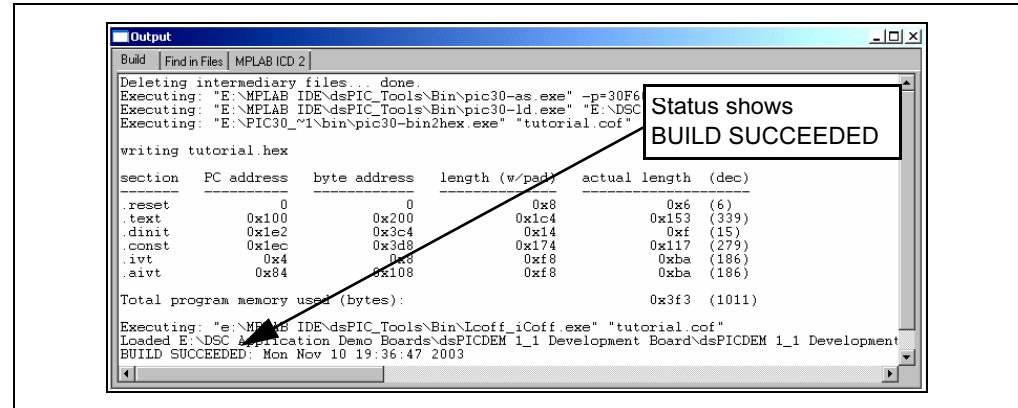 Output
Build Find in Files MPLAB ICD 2
Deleting intermediary files... done.
Executing: "E:\MPLAB IDE\dsPIC_Tools\Bin\pic30-as.exe" -p=30F6
Executing: "E:\MPLAB IDE\dsPIC_Tools\Bin\pic30-ld.exe" "E:\DSC
Executing: "E:\PIC30_~1\bin\pic30-bin2hex.exe" "tutorial.cof"
Status shows
BUILD SUCCEEDED
writing tutorial.hex
section PC address byte address length (w/pad) actual length (dec)
.reset 0 0 0x8 0x6 (6)
.text 0x100 0x200 0x1c4 0x153 (339)
.dinit 0x1e2 0x3c4 0x14 0xf (15)
.const 0x1ec 0x3d8 0x174 0x117 (279)
.ivt 0x4 0x8 0xf8 0xba (186)
.aivt 0x84 0x108 0xf8 0xba (186)
Total program memory used (bytes): 0x3f3 (1011)
Executing: "e:\MPLAB IDE\dsPIC_Tools\Bin\Lcoff_iCoff.exe" "tutorial.cof"
Loaded E:\DSC Application Demo Boards\dsPICDEM 1_1 Development Board\dsPICDEM 1_1 Development
BUILD SUCCEEDED: Mon Nov 10 19:36:47 2003